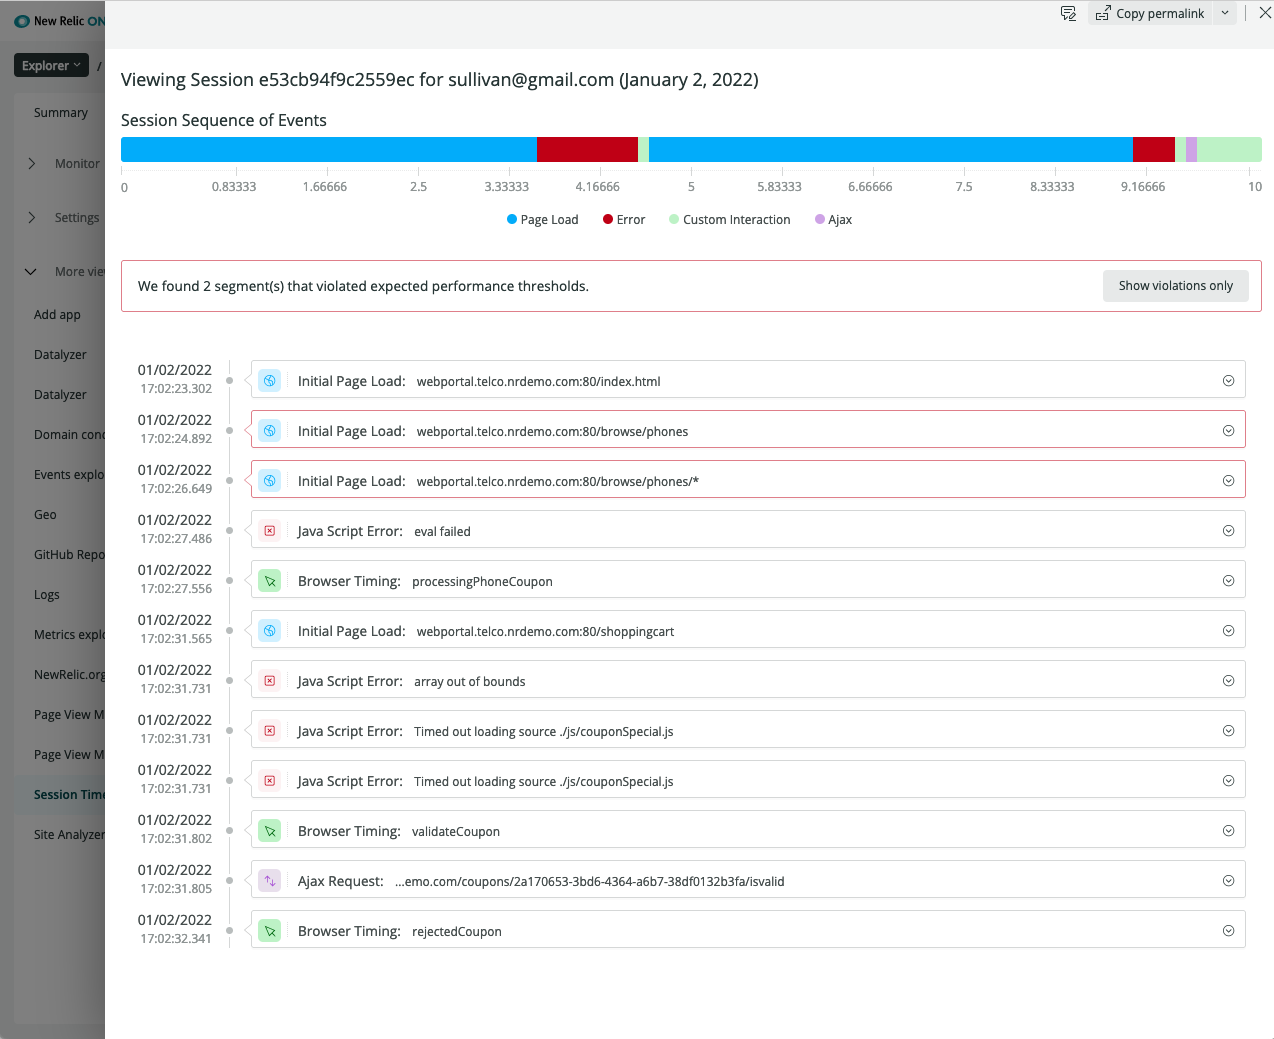 New Relic ON
Copy permalink
Explorer /
Summary
Monitor
Settings
More
Add app
Datalyzer
Datalyzer
Domain
Events
Geo
GitHub
Logs
Metrics
NewRelic.org
Page View M
Page View M
Session
Site Analyzer
Viewing Session e53cb94f9c2559ec for sullivan@gmail.com (January 2, 2022)
Session Sequence of Events
0 0.83333 1.66666 2.5 3.33333 4.16666 5 5.83333 6.66666 7.5 8.33333 9.16666 10
Page Load Error Custom Interaction Ajax
We found 2 segment(s) that violated expected performance thresholds. Show violations only
01/02/2022
17:02:23.302
Initial Page Load: webportal.telco.nrdemo.com:80/index.html
01/02/2022
17:02:24.892
Initial Page Load: webportal.telco.nrdemo.com:80/browse/phones
01/02/2022
17:02:26.649
Initial Page Load: webportal.telco.nrdemo.com:80/browse/phones/*
01/02/2022
17:02:27.486
Java Script Error: eval failed
01/02/2022
17:02:27.556
Browser Timing: processingPhoneCoupon
01/02/2022
17:02:31.565
Initial Page Load: webportal.telco.nrdemo.com:80/shoppingcart
01/02/2022
17:02:31.731
Java Script Error: array out of bounds
01/02/2022
17:02:31.731
Java Script Error: Timed out loading source ./js/couponSpecial.js
01/02/2022
17:02:31.731
Java Script Error: Timed out loading source ./js/couponSpecial.js
01/02/2022
17:02:31.802
Browser Timing: validateCoupon
01/02/2022
17:02:31.805
Ajax Request: ...emo.com/coupons/2a170653-3bd6-4364-a6b7-38df0132b3fa/isvalid
01/02/2022
17:02:32.341
Browser Timing: rejectedCoupon